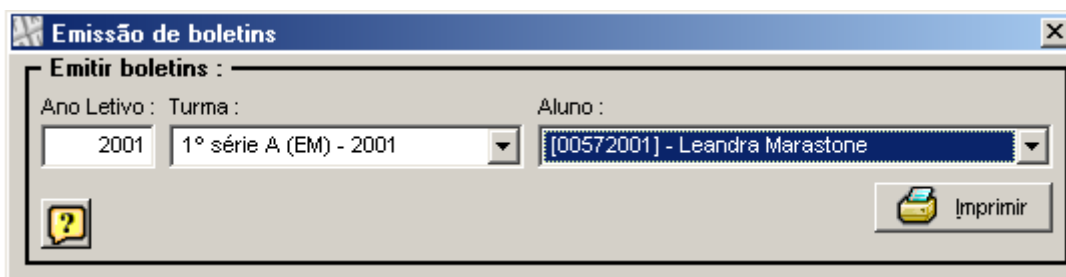 Emissão de boletins
Emitir boletins :
Ano Letivo : Turma : Aluno :
2001 1º série A (EM) - 2001 [00572001] - Leandra Marastone
Imprimir